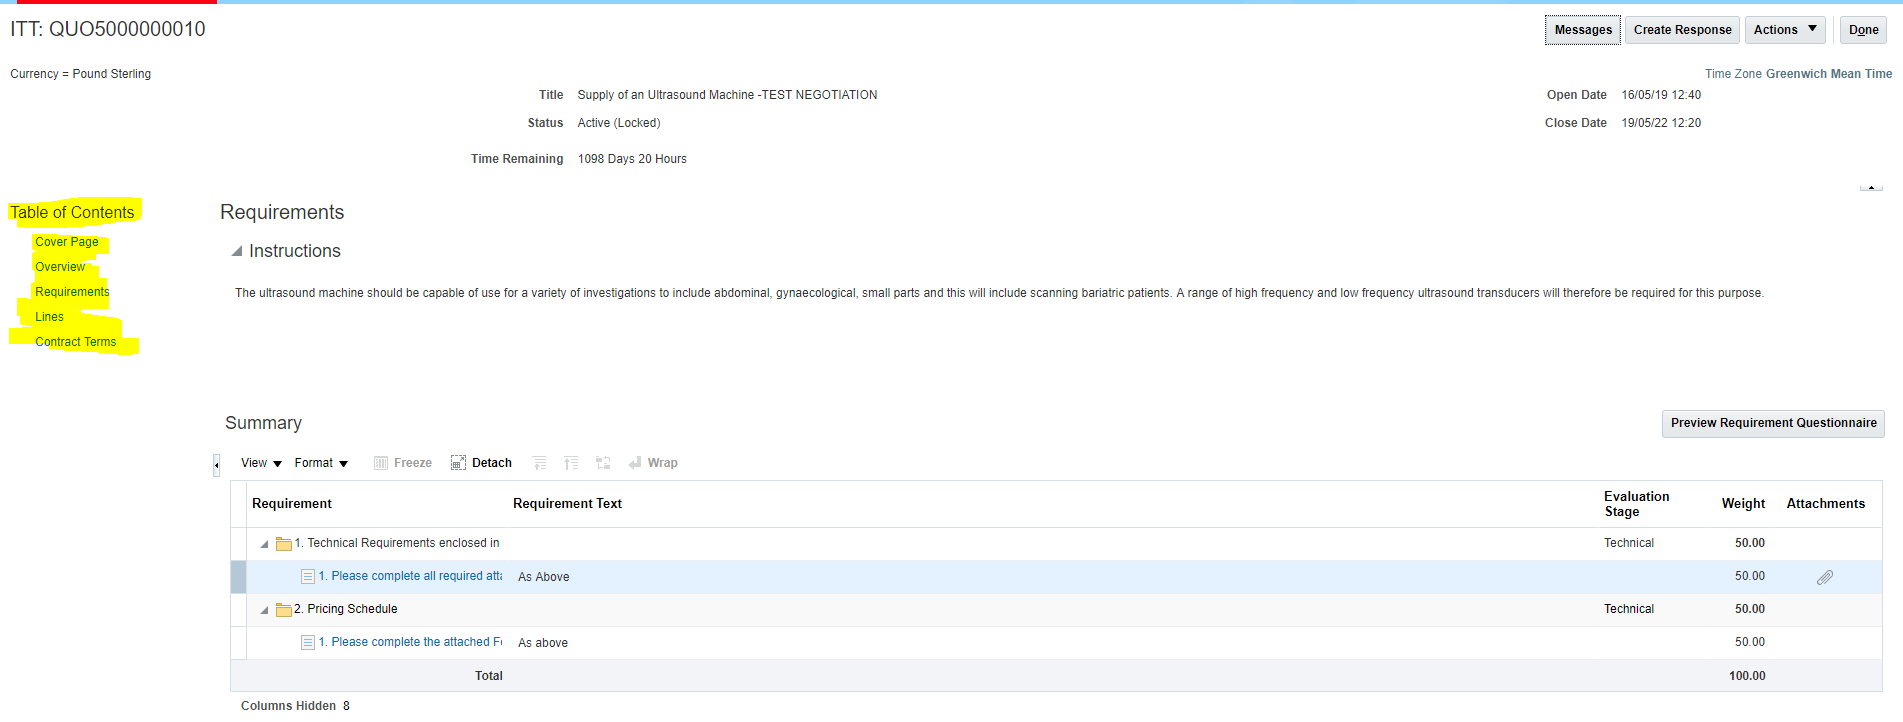 ITT: QUO5000000010
Messages
Create Response
Actions
Done
Currency = Pound Sterling
Time Zone Greenwich Mean Time
Title Supply of an Ultrasound Machine -TEST NEGOTIATION
Open Date 16/05/19 12:40
Status Active (Locked)
Close Date 19/05/22 12:20
Time Remaining 1098 Days 20 Hours
Table of Contents
Cover Page
Overview
Requirements
Lines
Contract Terms
Requirements
Instructions
The ultrasound machine should be capable of use for a variety of investigations to include abdominal, gynaecological, small parts and this will include scanning bariatric patients. A range of high frequency and low frequency ultrasound transducers will therefore be required for this purpose.
Summary
Preview Requirement Questionnaire
View Format Freeze Detach Wrap
Requirement Requirement Text Evaluation Stage Weight Attachments
1. Technical Requirements enclosed in Technical 50.00
1. Please complete all required atta As Above 50.00
2. Pricing Schedule Technical 50.00
1. Please complete the attached Fo As above 50.00
Total 100.00
Columns Hidden 8